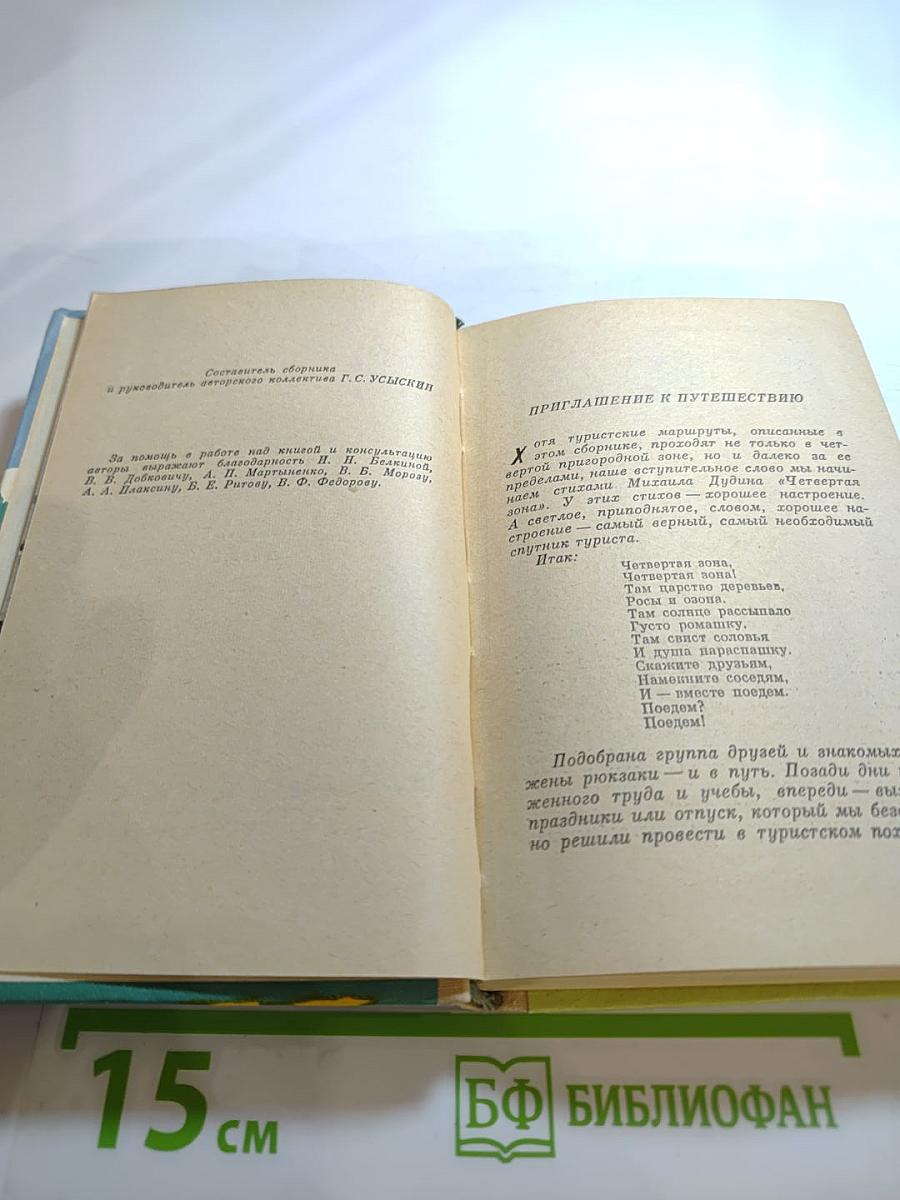 Составитель сборника
и руководитель авторского коллектива Г. С. УСЫСКИН
За помощь в работе над книгой и консультацию
авторы выражают благодарность И. Н. Белкиной,
В. В. Добковичу, А. П. Мартыненко, В. В. Морозу,
А. А. Плаксину, Б. Е. Ритову, В. Ф. Федорову.
ПРИГЛАШЕНИЕ К ПУТЕШЕСТВИЮ
Хотя туристские маршруты, описанные в
этом сборнике, проходят не только в чет-
вертой пригородной зоне, но и далеко за ее
пределами, наше вступительное слово мы начи-
наем стихами Михаила Дудина «Четвертая
зона». У этих стихов — хорошее настроение.
А светлое, приподнятое, словом, хорошее на-
строение — самый верный, самый необходимый
спутник туриста.
Итак:
Четвертая зона,
Четвертая зона!
Там царство деревьев,
Росы и озона.
Там солнце рассыпало
Густо ромашку,
Там свист соловья
И душа нараспашку.
Скажите друзьям,
Намекните соседям,
И — вместе поедем.
Поедем?
Поедем!
Подобрана группа друзей и знакомых
жены рюкзаки — и в путь. Позади дни
женного труда и учебы, впереди — вы
праздники или отпуск, который мы без
но решили провести в туристском пох
15 см
БФ БИБЛИОФАН